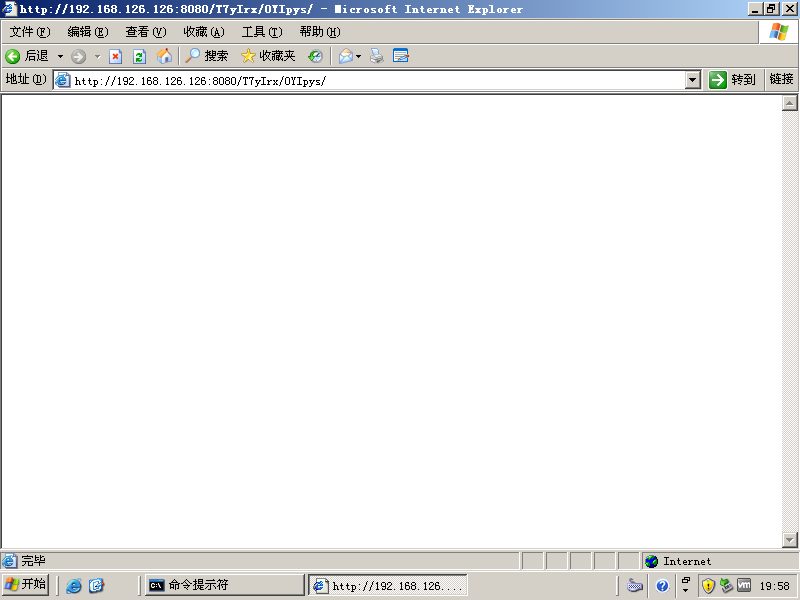 http://192.168.126.126:8080/T7yIrx/OYIpys/ - Microsoft Internet Explorer
文件(F) 编辑(E) 查看(V) 收藏(A) 工具(T) 帮助(H)
后退 搜索 收藏夹
地址(D) http://192.168.126.126:8080/T7yIrx/OYIpys/ 转到 链接
完毕 Internet
开始 命令提示符 http://192.168.126.... 19:58